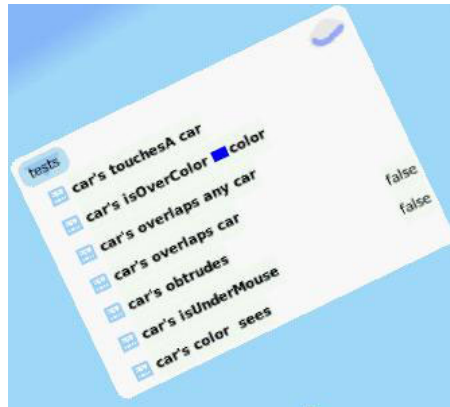 tests
car's touchesA car
car's isOverColor color
car's overlaps any car
car's overlaps car
car's obtrudes false
car's isUnderMouse false
car's color sees